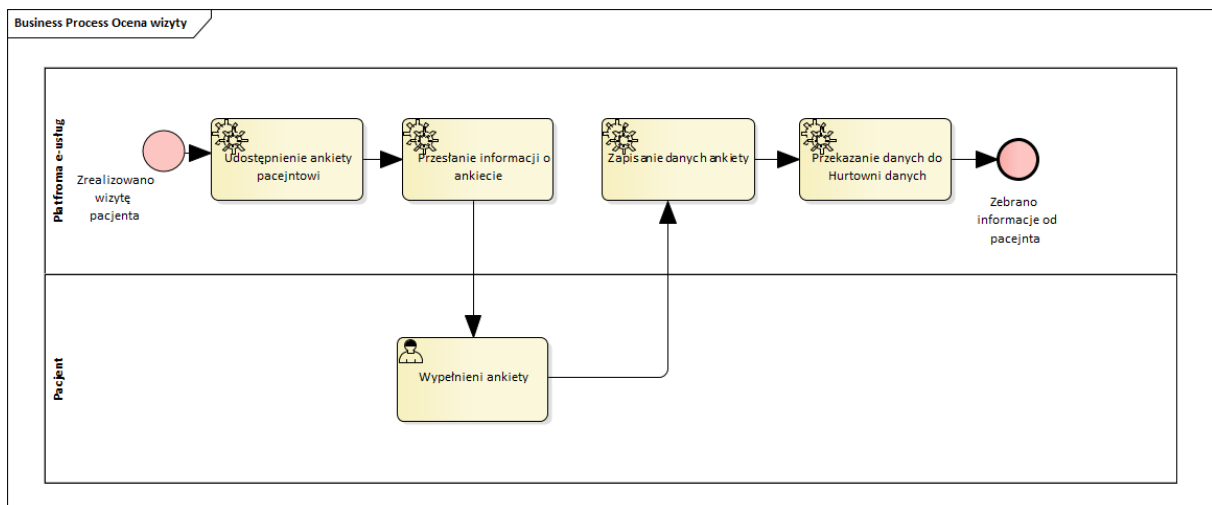 Business Process Ocena wizyty
Platfroma e-usług
Zrealizowano
wizytę
pacjenta
Udostępnienie ankiety
pacejntowi
Przesłanie informacji o
ankiecie
Zapisanie danych ankiety
Przekazanie danych do
Hurtowni danych
Zebrano
informacje od
pacejnta
Pacjent
Wypełnieni ankiety